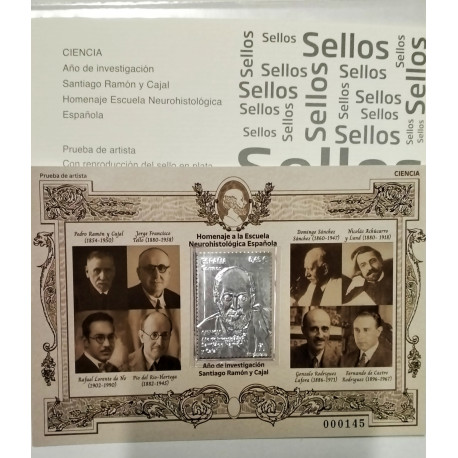 CIENCIA
Año de investigación
Santiago Ramón y Cajal
Homenaje Escuela Neurohistológica
Española
Prueba de artista
Con reproducción del sello en plata
Sellos
Sellos
Sellos
Sellos
Sellos
Sellos
Sellos
Sellos
Sellos
Sellos
Sellos
Sellos
Sellos
Sellos
Prueba de artista
CIENCIA
Homenaje a la Escuela
Neurohistológica Española
Pedro Ramón y Cajal
(1854-1950)
Jorge Francisco
Tello (1880-1958)
Domingo Sánchez
Sánchez (1860-1947)
Nicolás Achúcarro
y Lund (1880-1918)
Rafael Lorente de Nó
(1902-1990)
Pío del Río-Hortega
(1882-1945)
Gonzalo Rodríguez
Lafora (1886-1971)
Fernando de Castro
Rodríguez (1896-1967)
Año de Investigación
Santiago Ramón y Cajal
000145